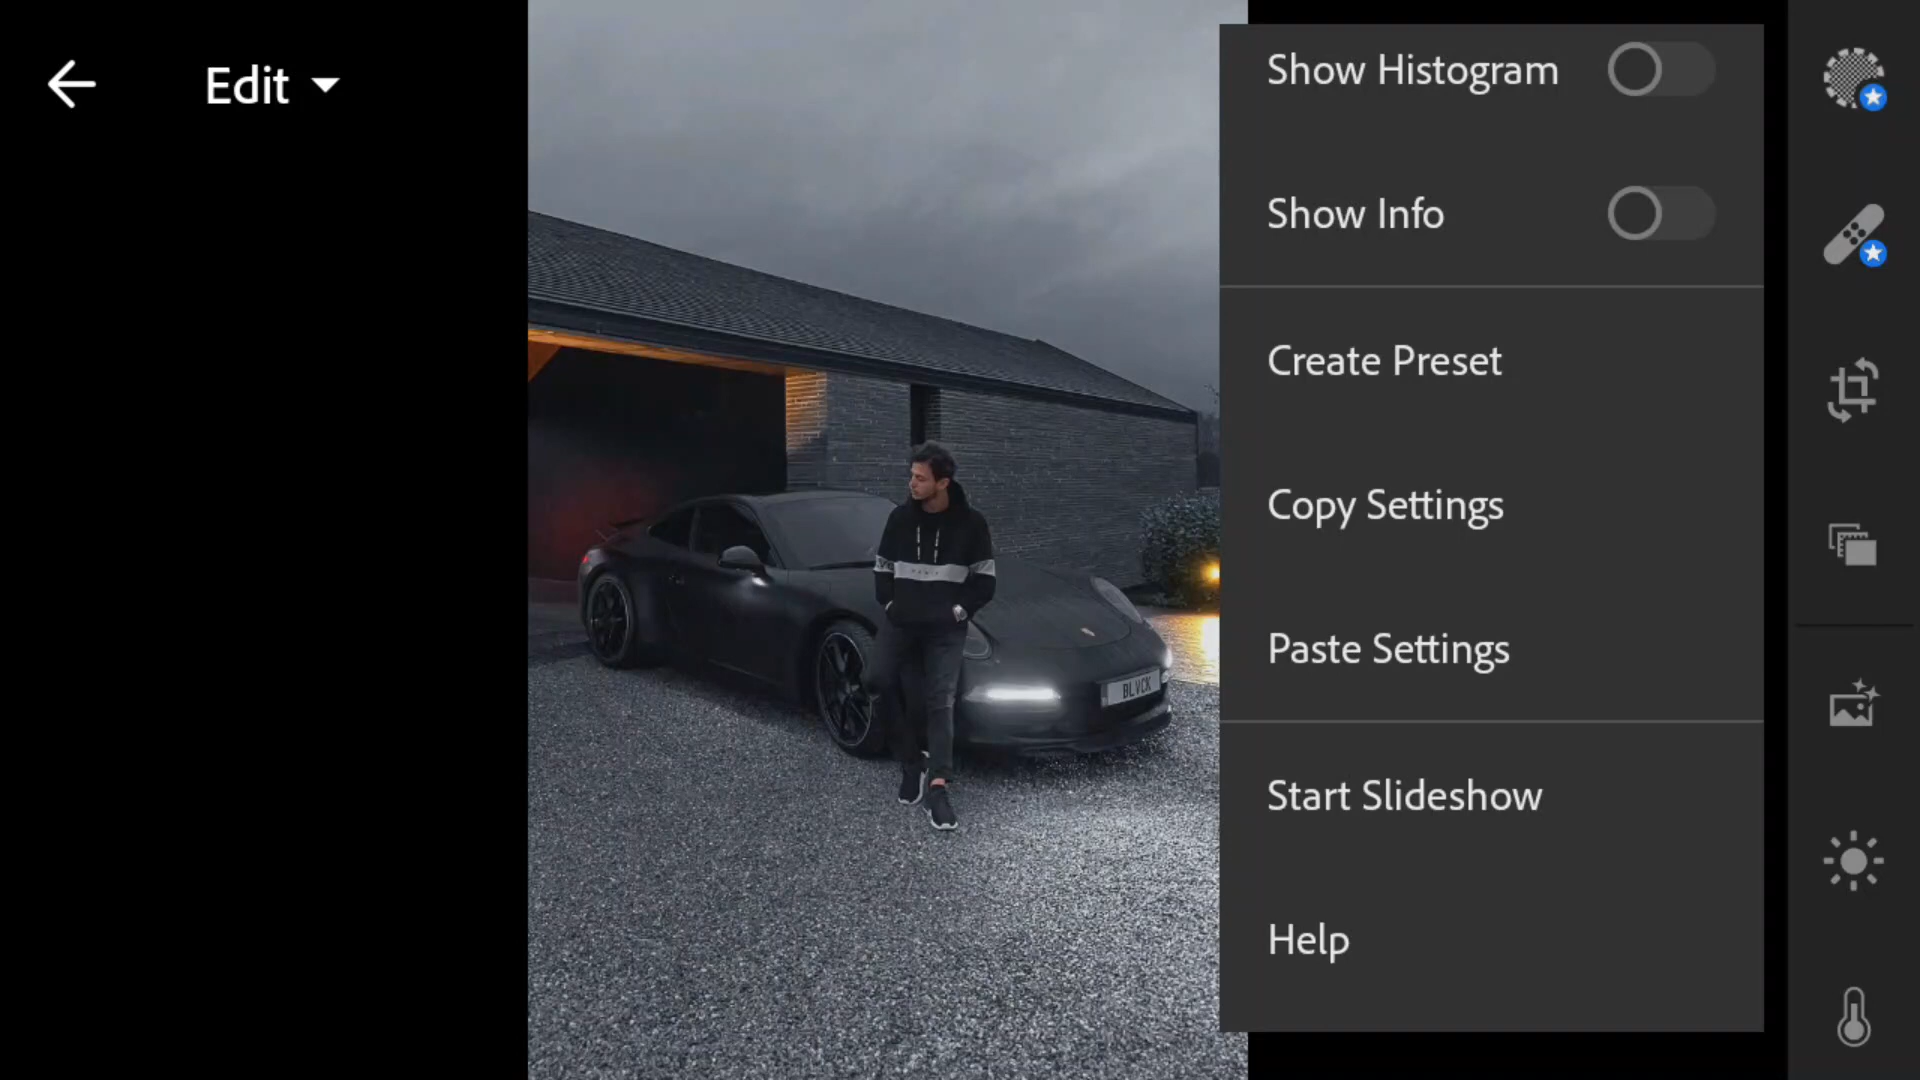 Edit
Show Histogram
Show Info
Create Preset
Copy Settings
Paste Settings
Start Slideshow
Help
BLVCK